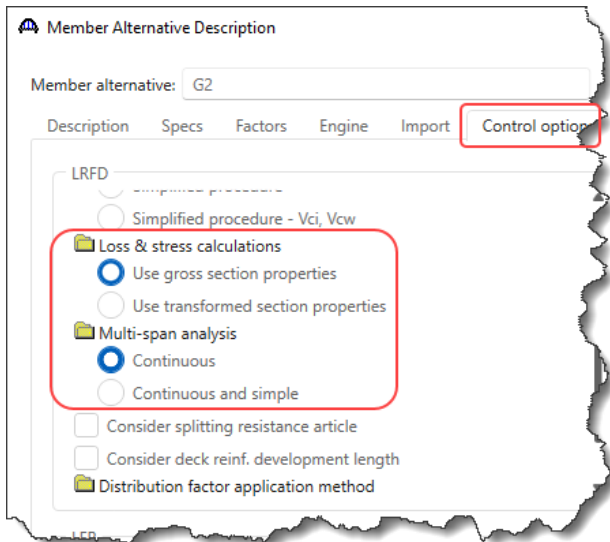 Member Alternative Description
Member alternative: G2
Description Specs Factors Engine Import Control option
LRFD
Simplified procedure
Simplified procedure - Vci, Vcw
Loss & stress calculations
Use gross section properties
Use transformed section properties
Multi-span analysis
Continuous
Continuous and simple
Consider splitting resistance article
Consider deck reinf. development length
Distribution factor application method